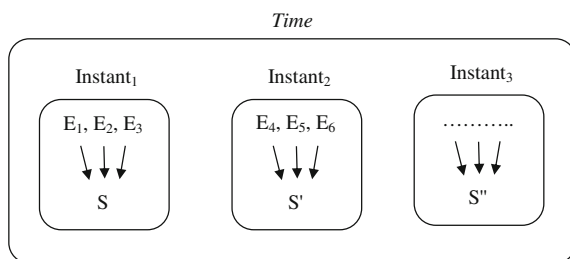 Time
Instant₁ Instant₂ Instant₃
E₁, E₂, E₃ E₄, E₅, E₆ ………..
S S' S''